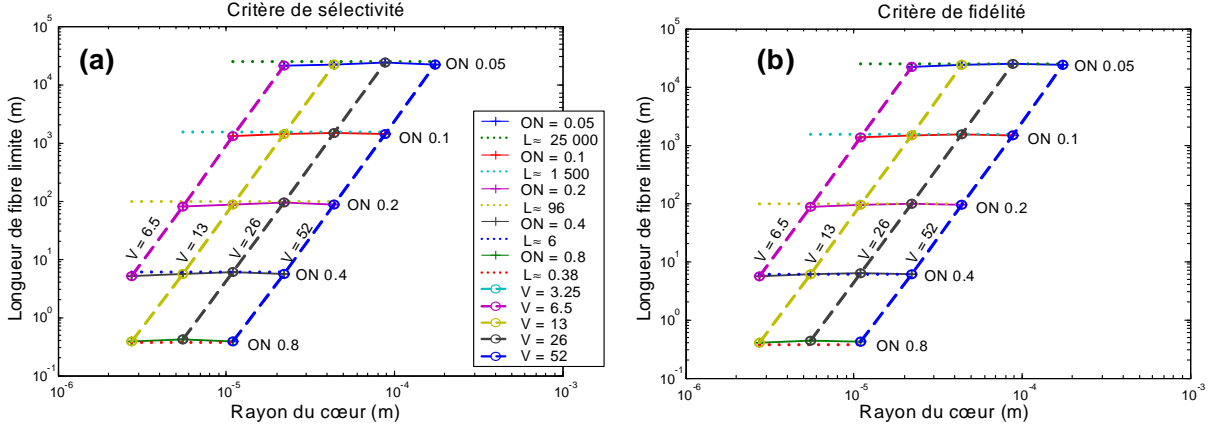 Critère de sélectivité
(a)
Longueur de fibre limite (m)
10^5
10^4
10^3
10^2
10^1
10^0
10^-1
ON 0.05
ON 0.1
ON 0.2
ON 0.4
ON 0.8
V = 6.5
V = 13
V = 26
V = 52
10^-6
10^-5
10^-4
10^-3
Rayon du cœur (m)
ON = 0.05
L≈ 25 000
ON = 0.1
L≈ 1 500
ON = 0.2
L≈ 96
ON = 0.4
L≈ 6
ON = 0.8
L≈ 0.38
V = 3.25
V = 6.5
V = 13
V = 26
V = 52
Critère de fidélité
(b)
Longueur de fibre limite (m)
10^5
10^4
10^3
10^2
10^1
10^0
10^-1
ON 0.05
ON 0.1
ON 0.2
ON 0.4
ON 0.8
V = 6.5
V = 13
V = 26
V = 52
10^-6
10^-5
10^-4
10^-3
Rayon du cœur (m)